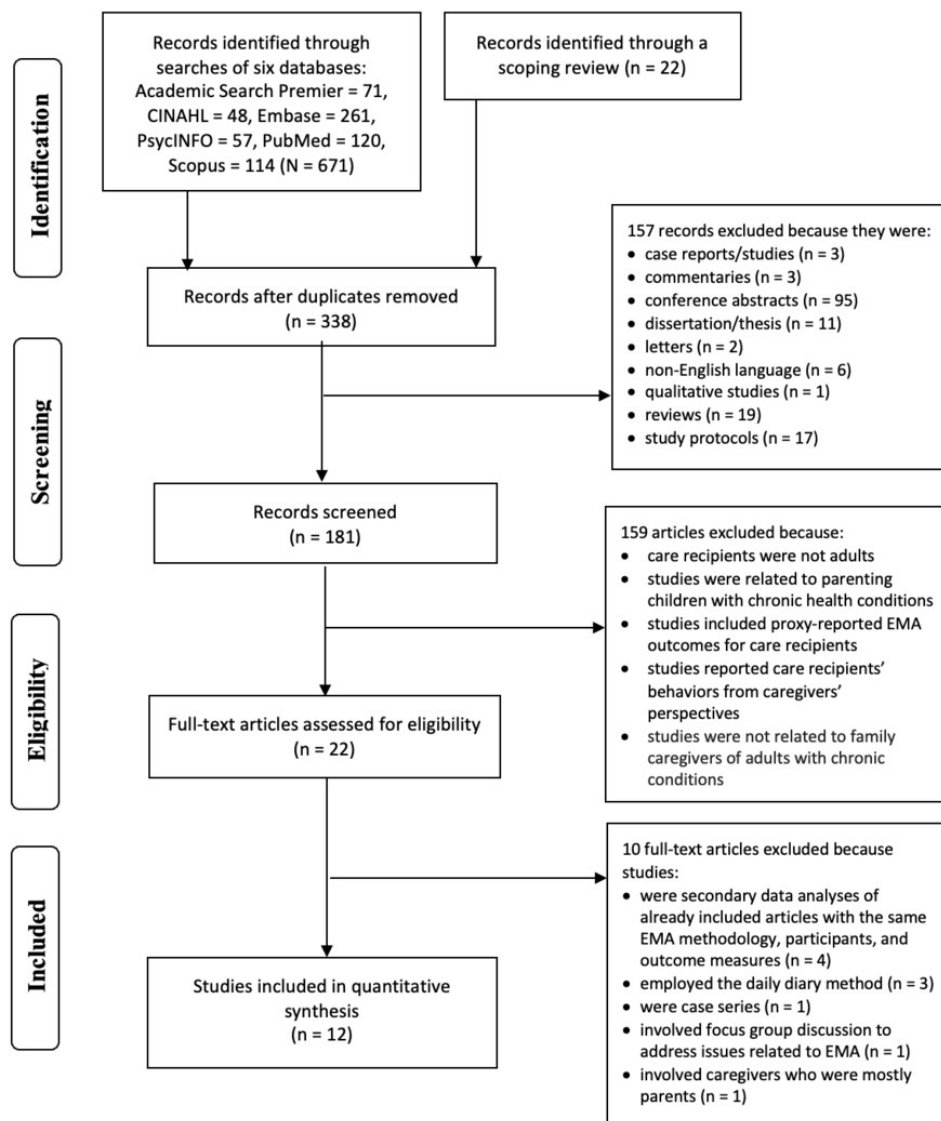 Identification
Records identified through
searches of six databases:
Academic Search Premier = 71,
CINAHL = 48, Embase = 261,
PsycINFO = 57, PubMed = 120,
Scopus = 114 (N = 671)
Records identified through a
scoping review (n = 22)
Records after duplicates removed
(n = 338)
157 records excluded because they were:
• case reports/studies (n = 3)
• commentaries (n = 3)
• conference abstracts (n = 95)
• dissertation/thesis (n = 11)
• letters (n = 2)
• non-English language (n = 6)
• qualitative studies (n = 1)
• reviews (n = 19)
• study protocols (n = 17)
Screening
Records screened
(n = 181)
159 articles excluded because:
• care recipients were not adults
• studies were related to parenting
children with chronic health conditions
• studies included proxy-reported EMA
outcomes for care recipients
• studies reported care recipients’
behaviors from caregivers’
perspectives
• studies were not related to family
caregivers of adults with chronic
conditions
Eligibility
Full-text articles assessed for eligibility
(n = 22)
10 full-text articles excluded because
studies:
• were secondary data analyses of
already included articles with the same
EMA methodology, participants, and
outcome measures (n = 4)
• employed the daily diary method (n = 3)
• were case series (n = 1)
• involved focus group discussion to
address issues related to EMA (n = 1)
• involved caregivers who were mostly
parents (n = 1)
Included
Studies included in quantitative
synthesis
(n = 12)